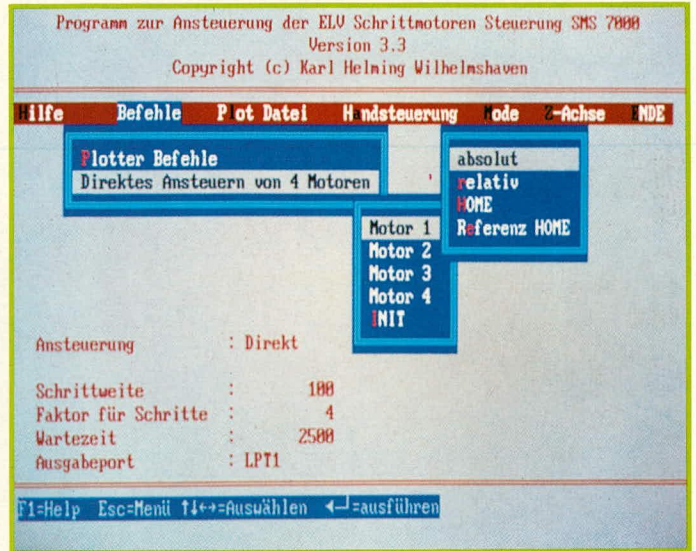 Programm zur Ansteuerung der ELV Schrittmotoren Steuerung SMS 7000
Version 3.3
Copyright (c) Karl Helming Wilhelmshaven
Hilfe Befehle Plot Datei Handsteuerung Mode Z-Achse ENDE
Plotter Befehle
Direktes Ansteuern von 4 Motoren
absolut
relativ
HOME
Referenz HOME
Motor 1
Motor 2
Motor 3
Motor 4
INIT
Ansteuerung : Direkt
Schrittweite : 100
Faktor für Schritte : 4
Wartezeit : 2500
Ausgabeport : LPT1
F1=Help Esc=Menü ↑↓←→=Auswählen ←┘=ausführen